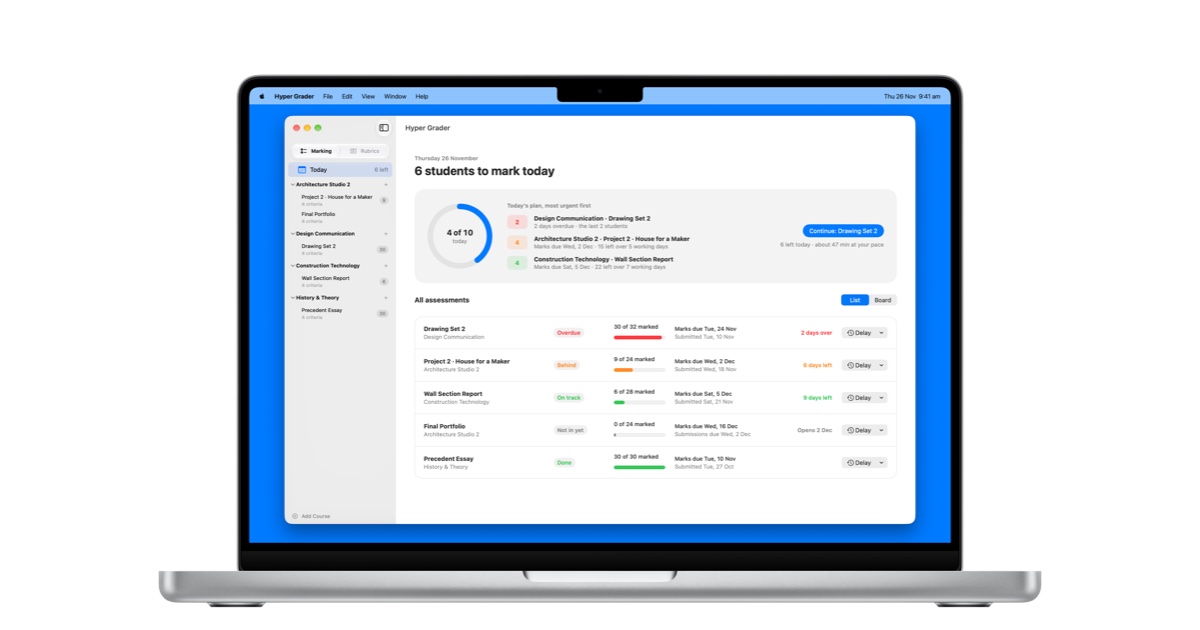 Hyper Grader File Edit View Window Help
Thu 26 Nov 9:41 am
Hyper Grader
Marking
Rubrics
Today
6 left
Architecture Studio 2
Project 2 · House for a Maker
4 criteria
Final Portfolio
4 criteria
Design Communication
Drawing Set 2
4 criteria
Construction Technology
Wall Section Report
4 criteria
6
History & Theory
Precedent Essay
4 criteria
30
Add Course
Thursday 26 November
6 students to mark today
4 of 10
today
Today's plan, most urgent first
2
Design Communication · Drawing Set 2
2 days overdue · the last 2 students
4
Architecture Studio 2 · Project 2 · House for a Maker
Marks due Wed, 2 Dec · 15 left over 5 working days
4
Construction Technology · Wall Section Report
Marks due Sat, 5 Dec · 22 left over 7 working days
Continue: Drawing Set 2
6 left today · about 47 min at your pace
All assessments
List
Board
Drawing Set 2
Design Communication
Overdue
30 of 32 marked
Marks due Tue, 24 Nov
Submitted Tue, 10 Nov
2 days over
Delay
Project 2 · House for a Maker
Architecture Studio 2
Behind
9 of 24 marked
Marks due Wed, 2 Dec
Submitted Wed, 18 Nov
6 days left
Delay
Wall Section Report
Construction Technology
On track
6 of 28 marked
Marks due Sat, 5 Dec
Submitted Sat, 21 Nov
9 days left
Delay
Final Portfolio
Architecture Studio 2
Not in yet
0 of 24 marked
Marks due Wed, 16 Dec
Submissions due Wed, 2 Dec
Opens 2 Dec
Delay
Precedent Essay
History & Theory
Done
30 of 30 marked
Marks due Tue, 10 Nov
Submitted Tue, 27 Oct
Delay